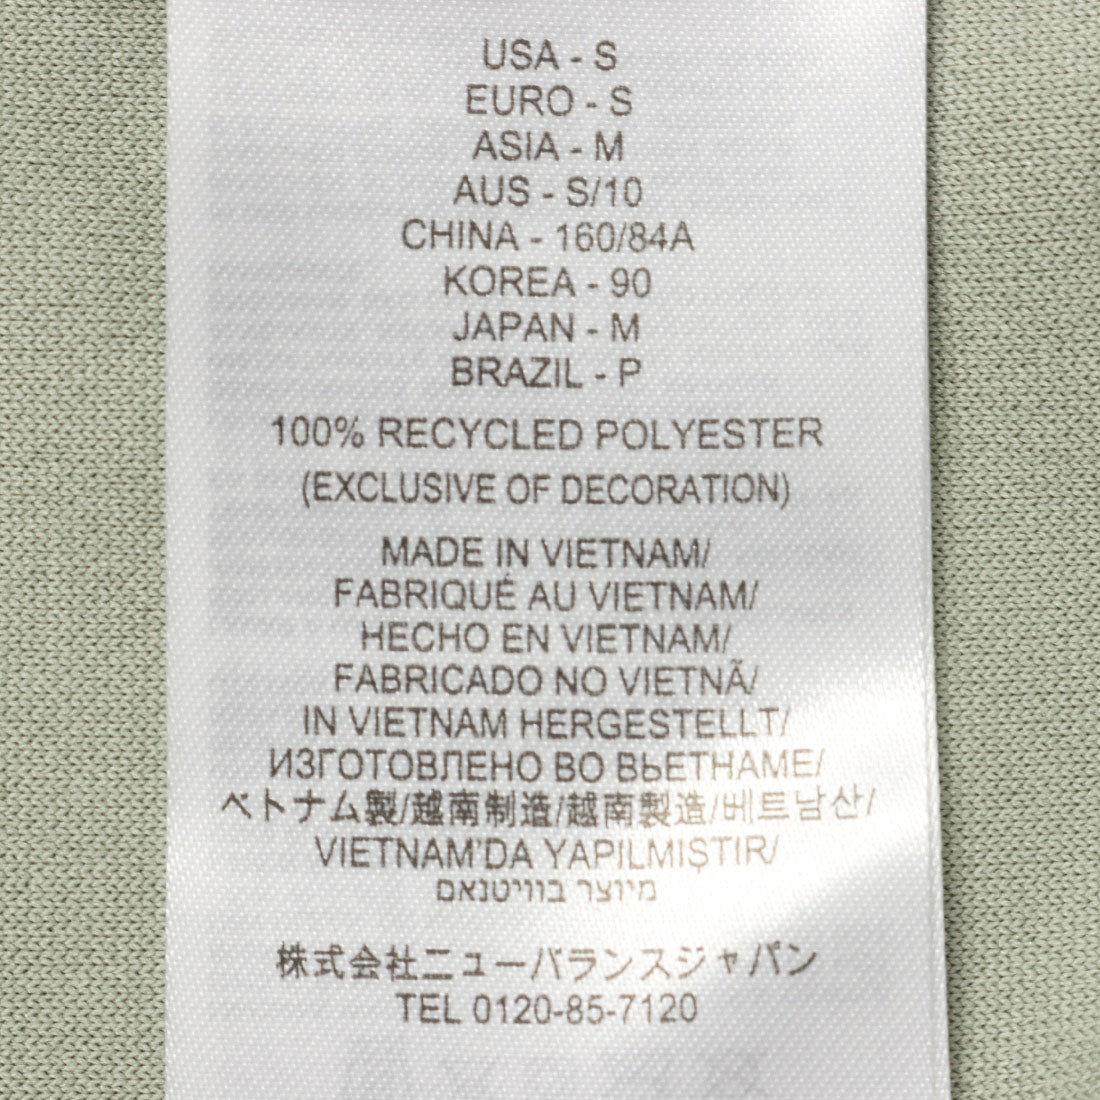 USA - S
EURO - S
ASIA - M
AUS - S/10
CHINA - 160/84A
KOREA - 90
JAPAN - M
BRAZIL - P
100% RECYCLED POLYESTER
(EXCLUSIVE OF DECORATION)
MADE IN VIETNAM/
FABRIQUÉ AU VIETNAM/
HECHO EN VIETNAM/
FABRICADO NO VIETNÃ/
IN VIETNAM HERGESTELLT/
ИЗГОТОВЛЕНО ВО ВЬЕТНАМЕ/
ベトナム製/越南制造/越南製造/베트남산/
VIETNAM'DA YAPILMIŞTIR/
מיוצר בוויטנאם
株式会社ニューバランスジャパン
TEL 0120-85-7120